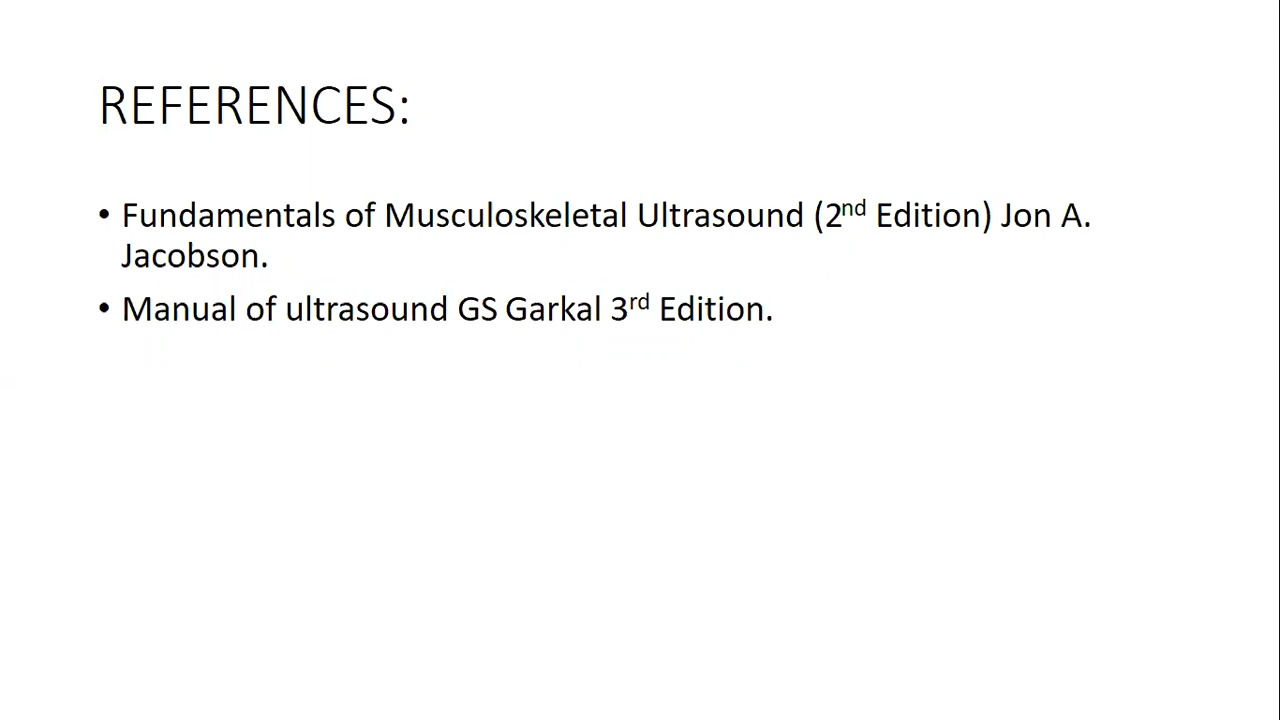 REFERENCES:
• Fundamentals of Musculoskeletal Ultrasound (2nd Edition) Jon A.
Jacobson.
• Manual of ultrasound GS Garkal 3rd Edition.